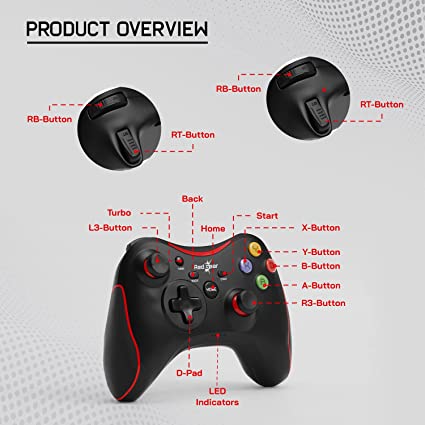 PRODUCT OVERVIEW
RB-Button
RT-Button
RB-Button
RT-Button
Back
Turbo
Start
L3-Button
Home
X-Button
Y-Button
B-Button
A-Button
R3-Button
D-Pad
LED
Indicators